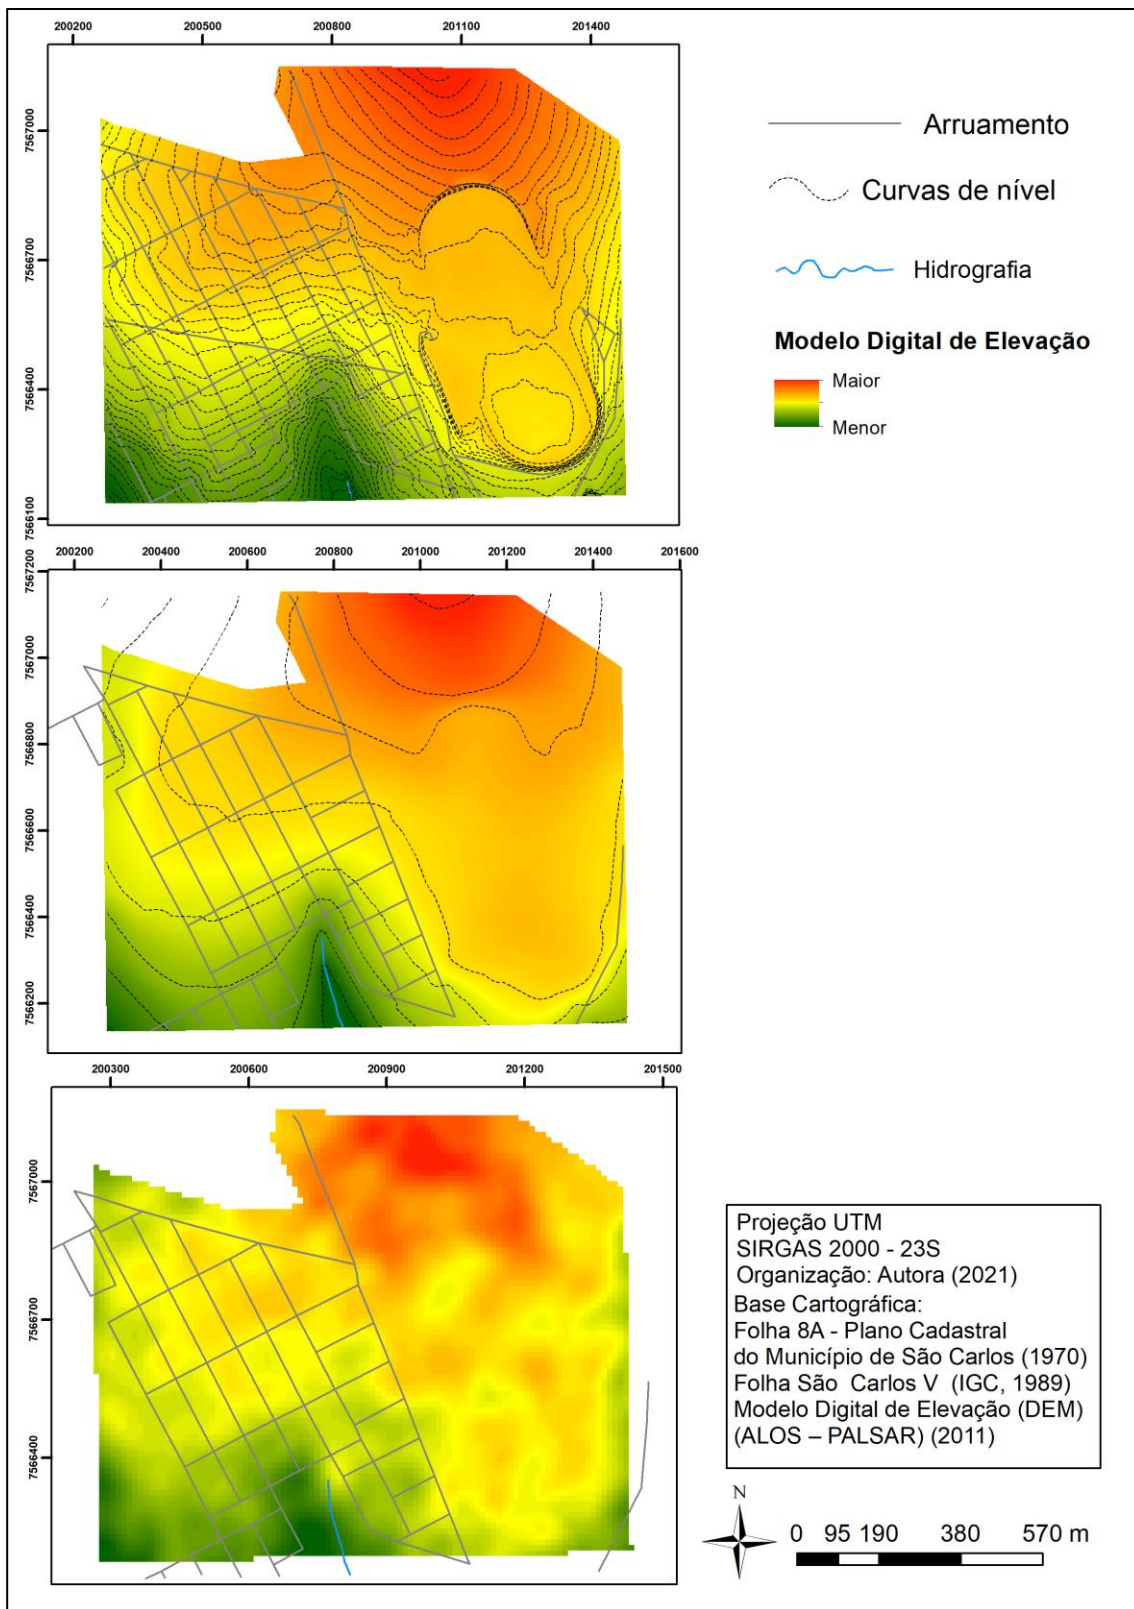 200200 200500 200800 201100 201400
7567000
7566700
7566400
7566100
Arruamento
Curvas de nível
Hidrografia
Modelo Digital de Elevação
Maior
Menor
200200 200400 200600 200800 201000 201200 201400 201600
7567200
7567000
7566800
7566600
7566400
7566200
200300 200600 200900 201200 201500
7567000
7566700
7566400
Projeção UTM
SIRGAS 2000 - 23S
Organização: Autora (2021)
Base Cartográfica:
Folha 8A - Plano Cadastral
do Município de São Carlos (1970)
Folha São Carlos V (IGC, 1989)
Modelo Digital de Elevação (DEM)
(ALOS – PALSAR) (2011)
N
0 95 190 380 570 m